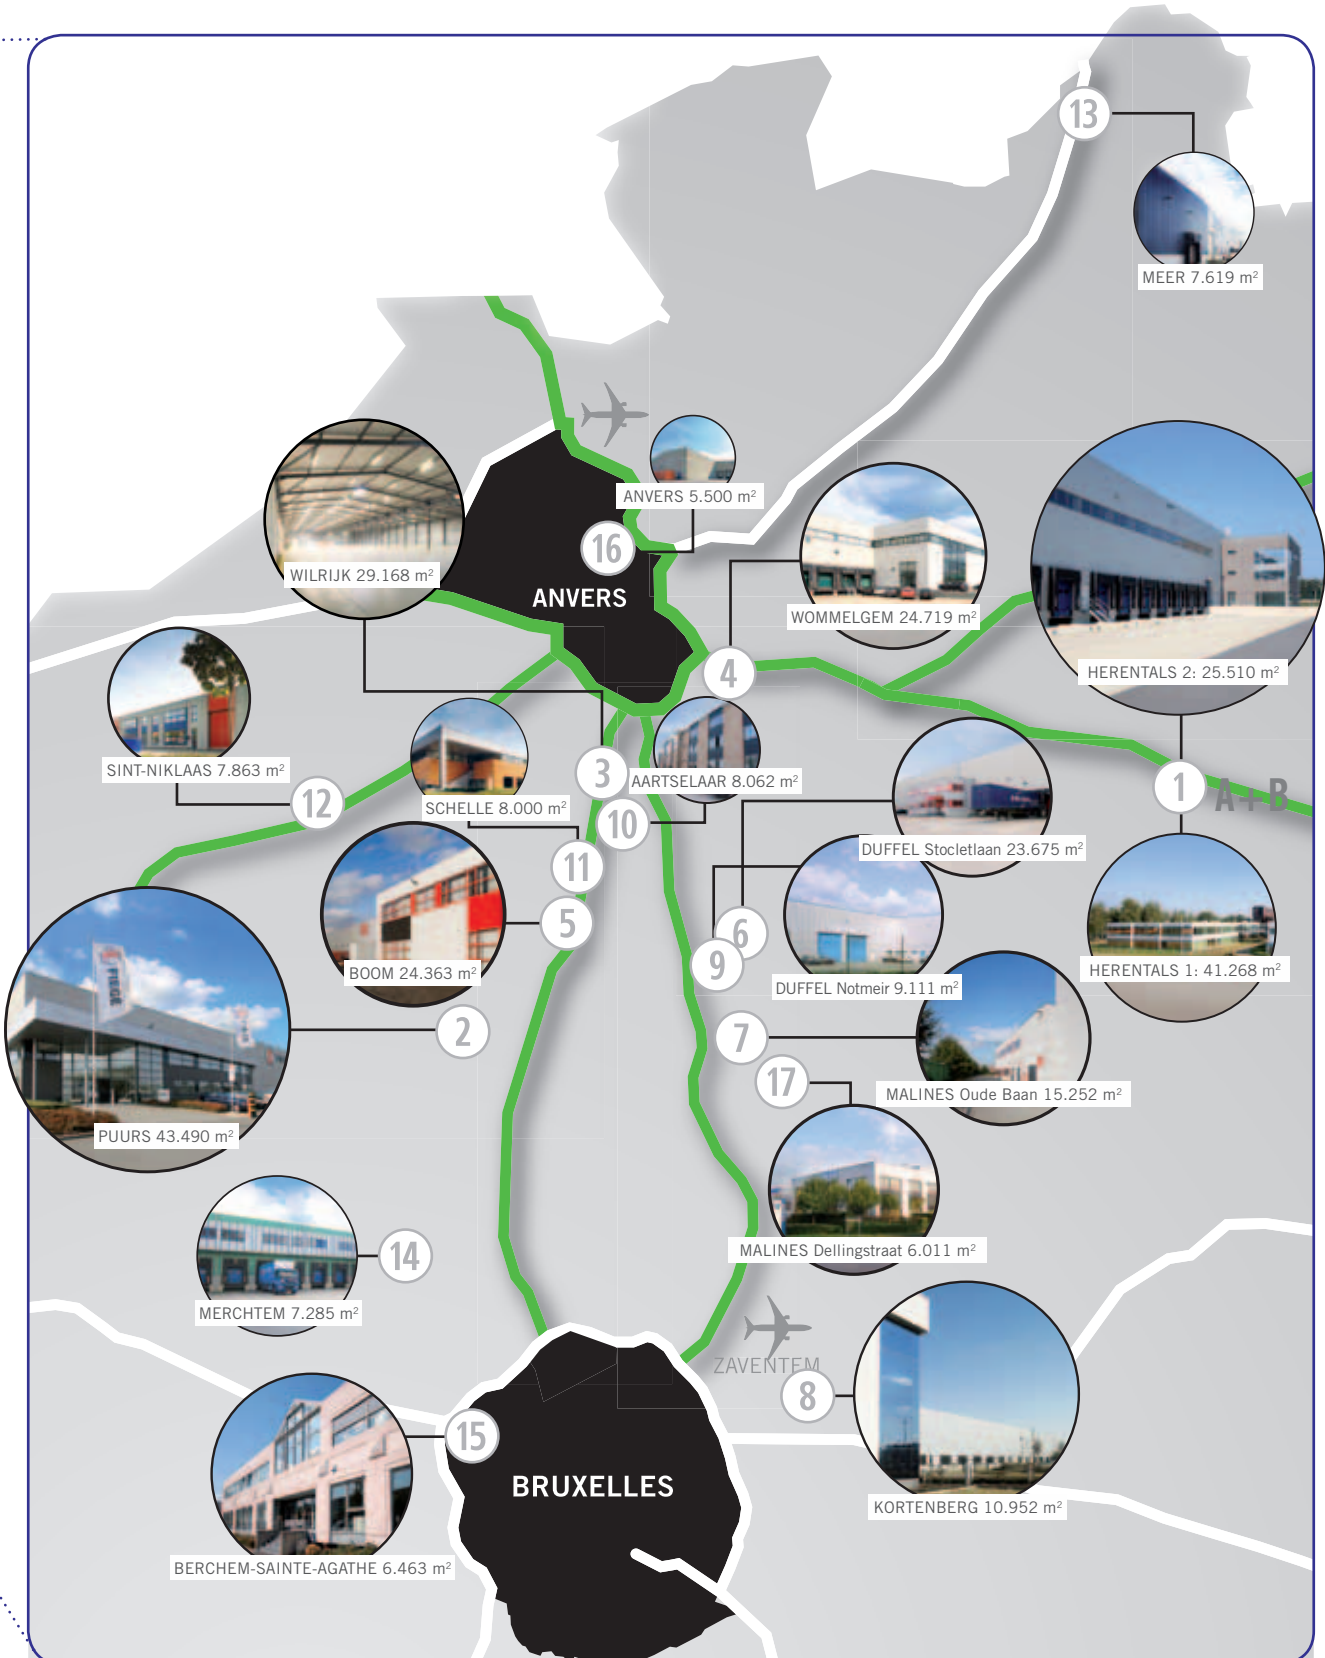 13
MEER 7.619 m²
ANVERS 5.500 m²
16
WILRIJK 29.168 m²
ANVERS
WOMMELGEM 24.719 m²
4
HERENTALS 2: 25.510 m²
SINT-NIKLAAS 7.863 m²
3
AARTSELAAR 8.062 m²
1
A+B
12
SCHELLE 8.000 m²
10
DUFFEL Stocletlaan 23.675 m²
11
5
6
9
BOOM 24.363 m²
HERENTALS 1: 41.268 m²
DUFFEL Notmeir 9.111 m²
FIEGE
2
7
17
MALINES Oude Baan 15.252 m²
PUURS 43.490 m²
14
MALINES Dellingstraat 6.011 m²
MERCHTEM 7.285 m²
ZAVENTEM
8
15
BRUXELLES
KORTENBERG 10.952 m²
BERCHEM-SAINTE-AGATHE 6.463 m²